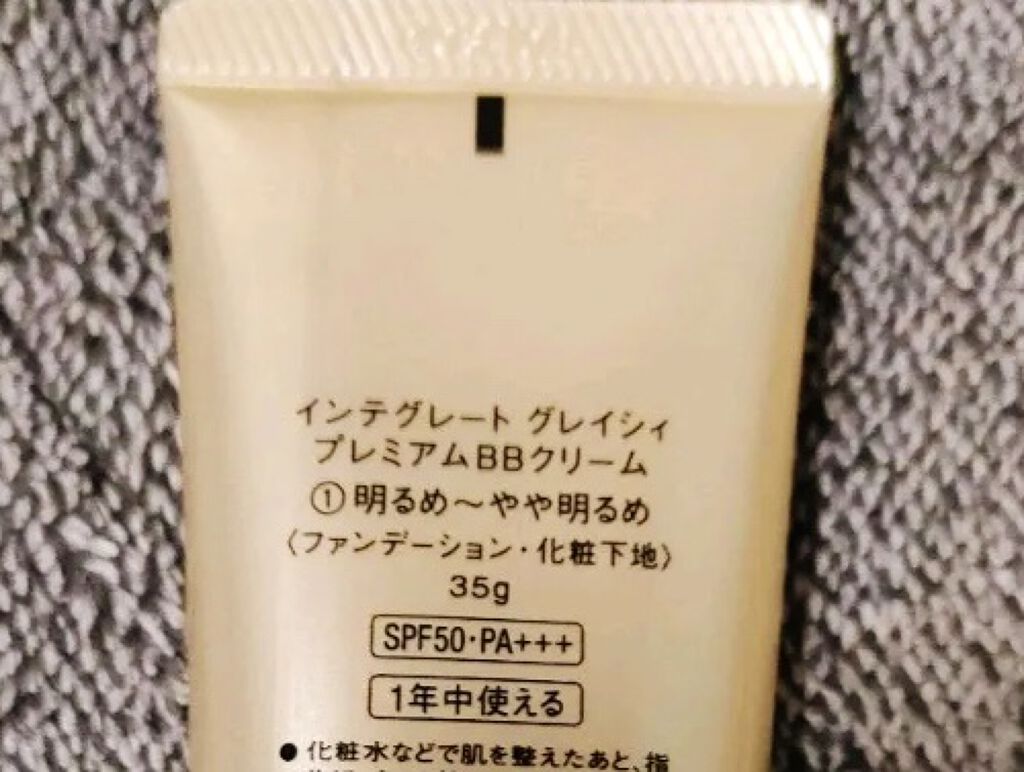 インテグレート グレイシィ
プレミアムBBクリーム
①明るめ～やや明るめ
〈ファンデーション・化粧下地〉
35g
SPF50・PA+++
1年中使える
●化粧水などで肌を整えたあと、指